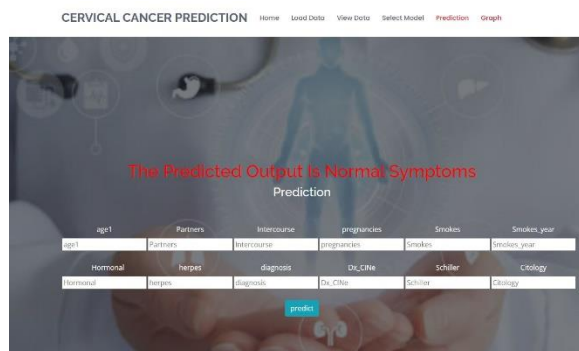 CERVICAL CANCER PREDICTION Home Load Data View Data Select Model Prediction Graph
The Predicted Output Is Normal Symptoms
Prediction
age1 Partners Intercourse pregnancies Smokes Smokes_year
age1 Partners Intercourse pregnancies Smokes Smokes_year
Hormonal herpes diagnosis Dx_CINe Schiller Citology
Hormonal herpes diagnosis Dx_CINe Schiller Citology
predict